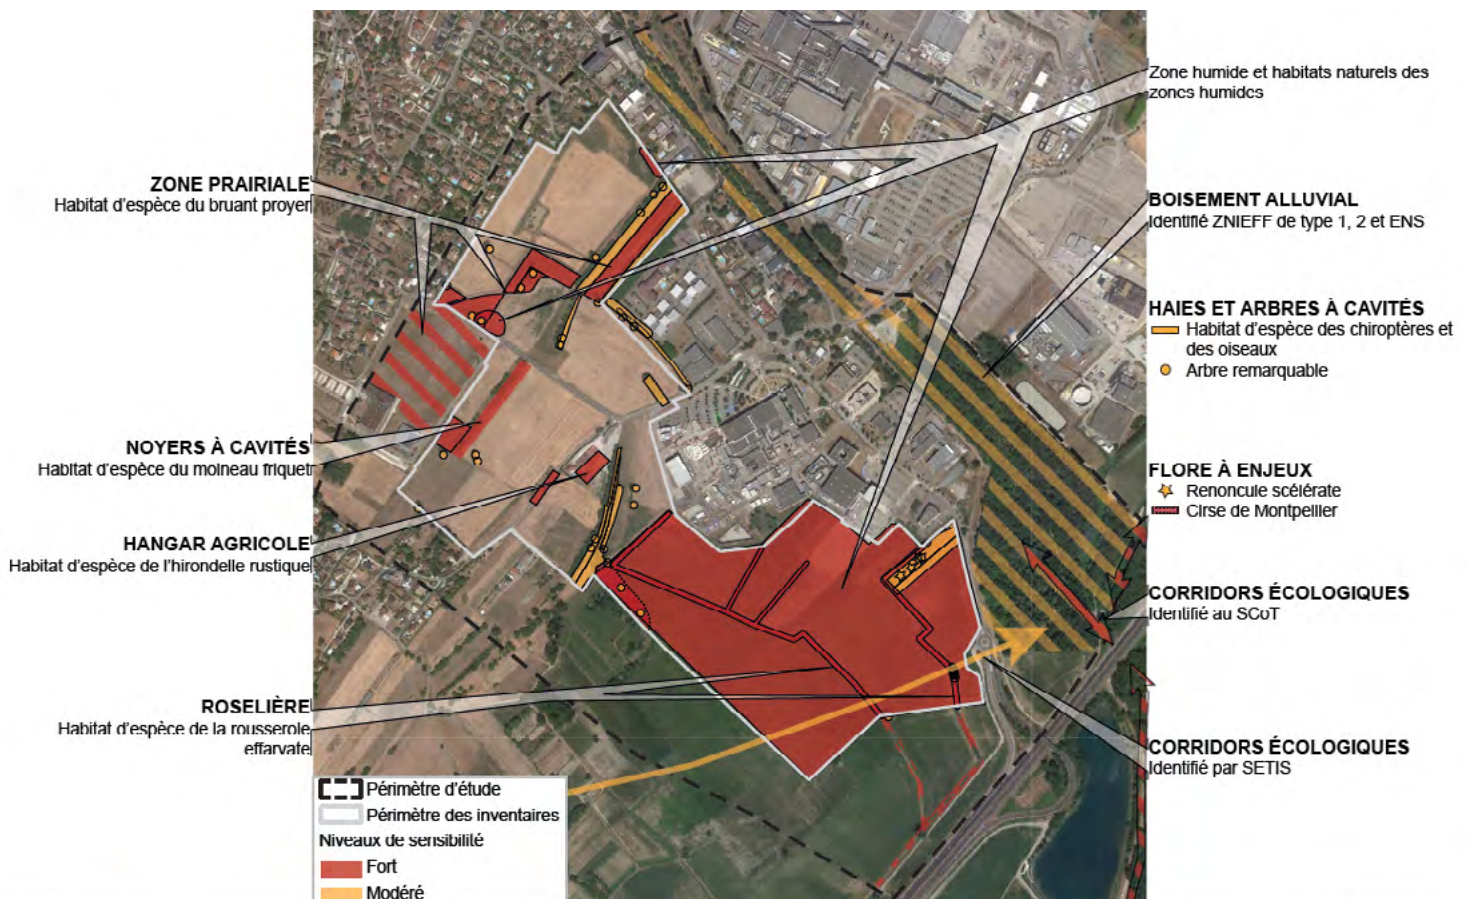 Zone humide et habitats naturels des
zones humides
ZONE PRAIRIALE
Habitat d'espèce du bruant proyer
BOISEMENT ALLUVIAL
Identifié ZNIEFF de type 1, 2 et ENS
HAIES ET ARBRES À CAVITÉS
Habitat d'espèce des chiroptères et
des oiseaux
Arbre remarquable
NOYERS À CAVITÉS
Habitat d'espèce du moineau friquet
FLORE À ENJEUX
Renoncule scélérate
Cirse de Montpellier
HANGAR AGRICOLE
Habitat d'espèce de l'hirondelle rustique
CORRIDORS ÉCOLOGIQUES
Identifié au SCoT
ROSELIÈRE
Habitat d'espèce de la rousserole
effarvate
CORRIDORS ÉCOLOGIQUES
Identifié par SETIS
Périmètre d'étude
Périmètre des inventaires
Niveaux de sensibilité
Fort
Modéré